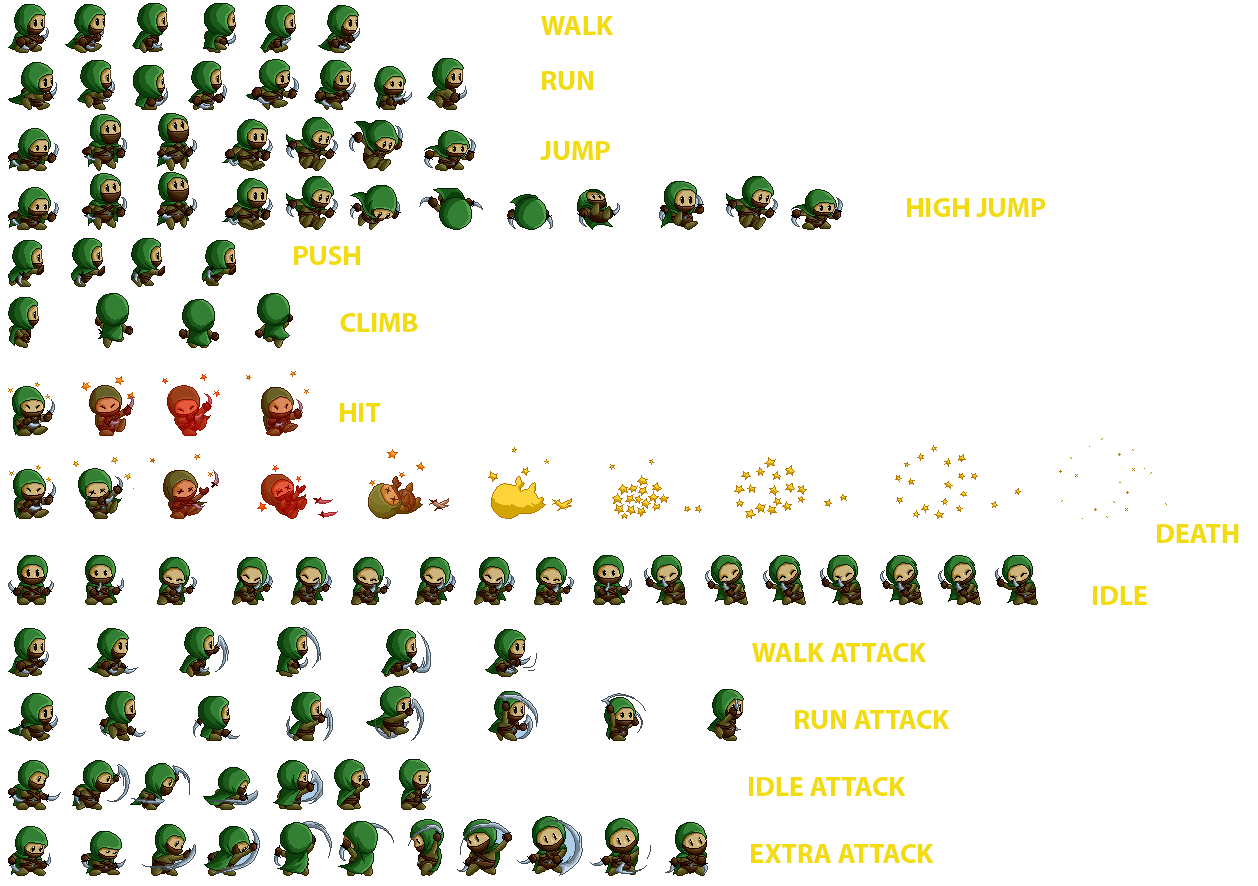 WALK
RUN
JUMP
HIGH JUMP
PUSH
CLIMB
HIT
DEATH
IDLE
WALK ATTACK
RUN ATTACK
IDLE ATTACK
EXTRA ATTACK